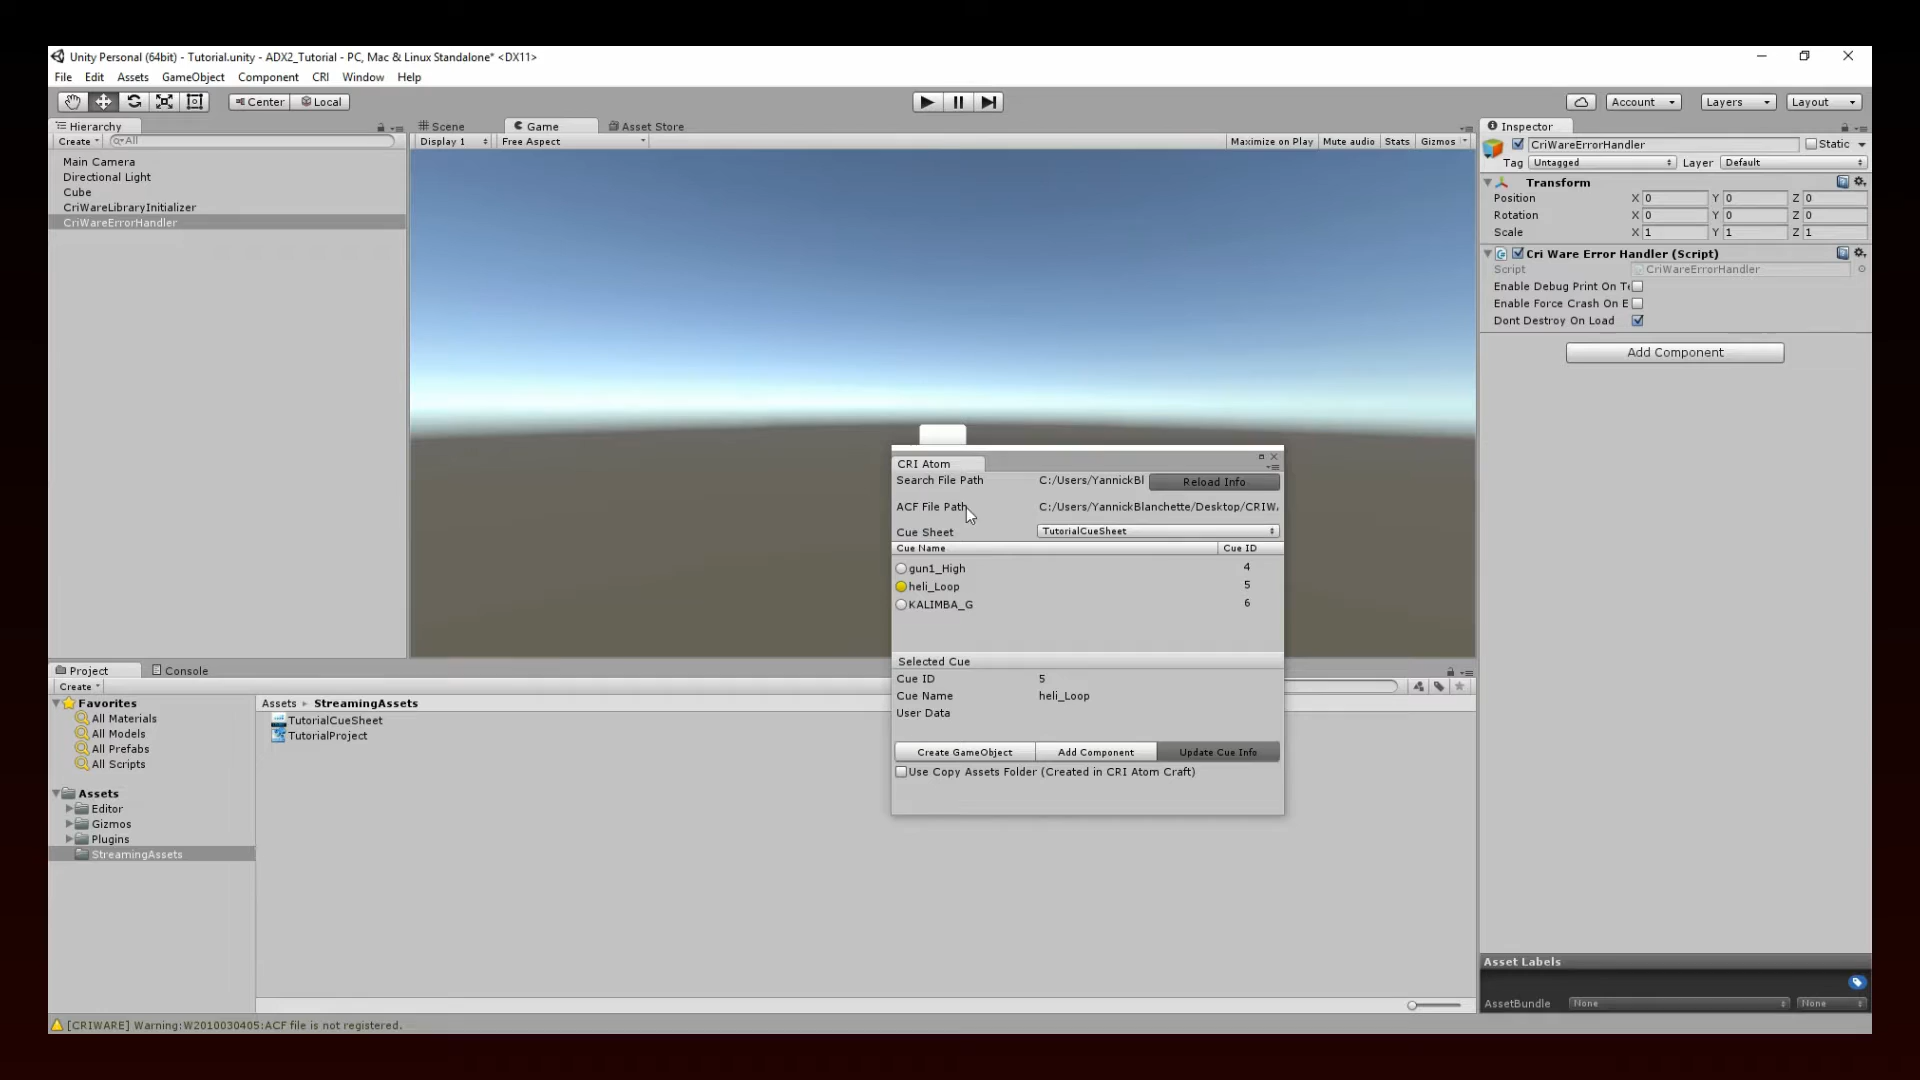 Unity Personal (64bit) - Tutorial.unity - ADX2_Tutorial - PC, Mac & Linux Standalone* <DX11>
File Edit Assets GameObject Component CRI Window Help
Center Local Account Layers Layout
Hierarchy
Create All
Main Camera
Directional Light
Cube
CriWareLibraryInitializer
CriWareErrorHandler
Scene Game Asset Store
Display 1 Free Aspect Maximize on Play Mute audio Stats Gizmos
CRI Atom
Search File Path C:/Users/YannickBl Reload Info
ACF File Path C:/Users/YannickBlanchette/Desktop/CRIW.
Cue Sheet TutorialCueSheet
Cue Name Cue ID
gun1_High 4
heli_Loop 5
KALIMBA_G 6
Selected Cue
Cue ID 5
Cue Name heli_Loop
User Data
Create GameObject Add Component Update Cue Info
Use Copy Assets Folder (Created in CRI Atom Craft)
Inspector
CriWareErrorHandler Static
Tag Untagged Layer Default
Transform
Position X 0 Y 0 Z 0
Rotation X 0 Y 0 Z 0
Scale X 1 Y 1 Z 1
Cri Ware Error Handler (Script)
Script CriWareErrorHandler
Enable Debug Print On T
Enable Force Crash On E
Dont Destroy On Load
Add Component
Project Console
Create
Favorites
All Materials
All Models
All Prefabs
All Scripts
Assets
Editor
Gizmos
Plugins
StreamingAssets
Assets StreamingAssets
TutorialCueSheet
TutorialProject
Asset Labels
AssetBundle None None
[CRIWARE] Warning:W2010030405:ACF file is not registered.